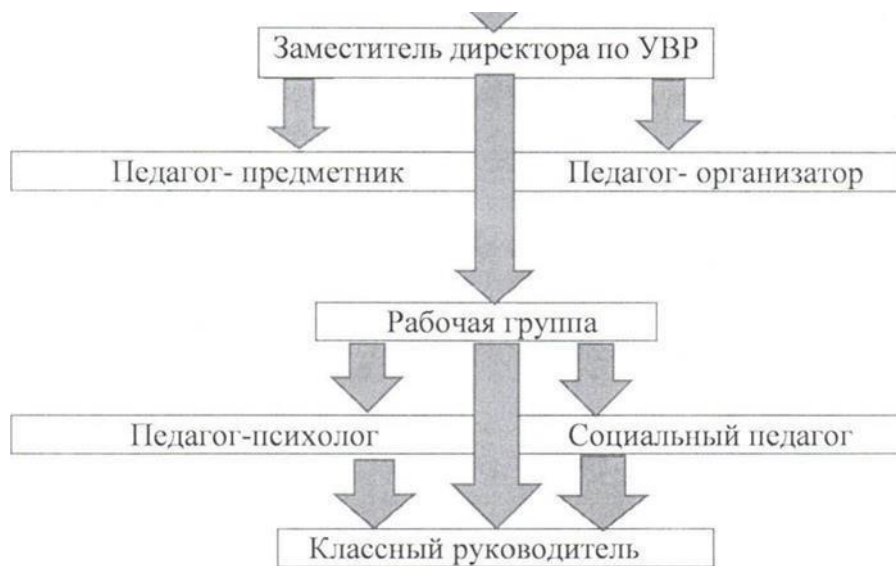 Заместитель директора по УВР
Педагог- предметник
Педагог- организатор
Рабочая группа
Педагог-психолог
Социальный педагог
Классный руководитель